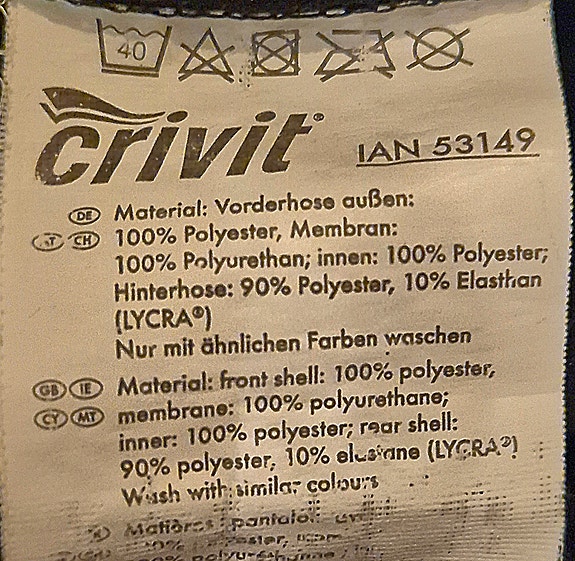 40
crivit®
IAN 53149
DE Material: Vorderhose außen:
CH 100% Polyester, Membran:
100% Polyurethan; innen: 100% Polyester;
Hinterhose: 90% Polyester, 10% Elasthan
(LYCRA®)
Nur mit ähnlichen Farben waschen
GB IE Material: front shell: 100% polyester,
CY MT membrane: 100% polyurethane;
inner: 100% polyester; rear shell:
90% polyester, 10% elastane (LYCRA®)
Wash with similar colours